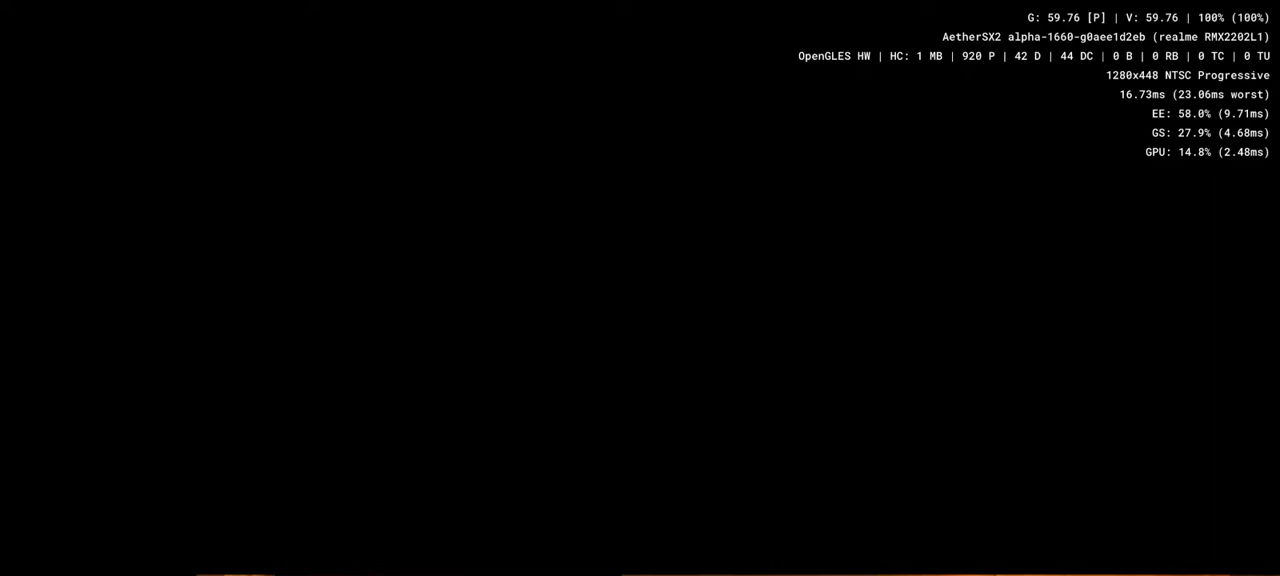 G: 59.76 [P] | V: 59.76 | 100% (100%)
AetherSX2 alpha-1660-g0aee1d2eb (realme RMX2202L1)
OpenGLES HW | HC: 1 MB | 920 P | 42 D | 44 DC | 0 B | 0 RB | 0 TC | 0 TU
1280x448 NTSC Progressive
16.73ms (23.06ms worst)
EE: 58.0% (9.71ms)
GS: 27.9% (4.68ms)
GPU: 14.8% (2.48ms)